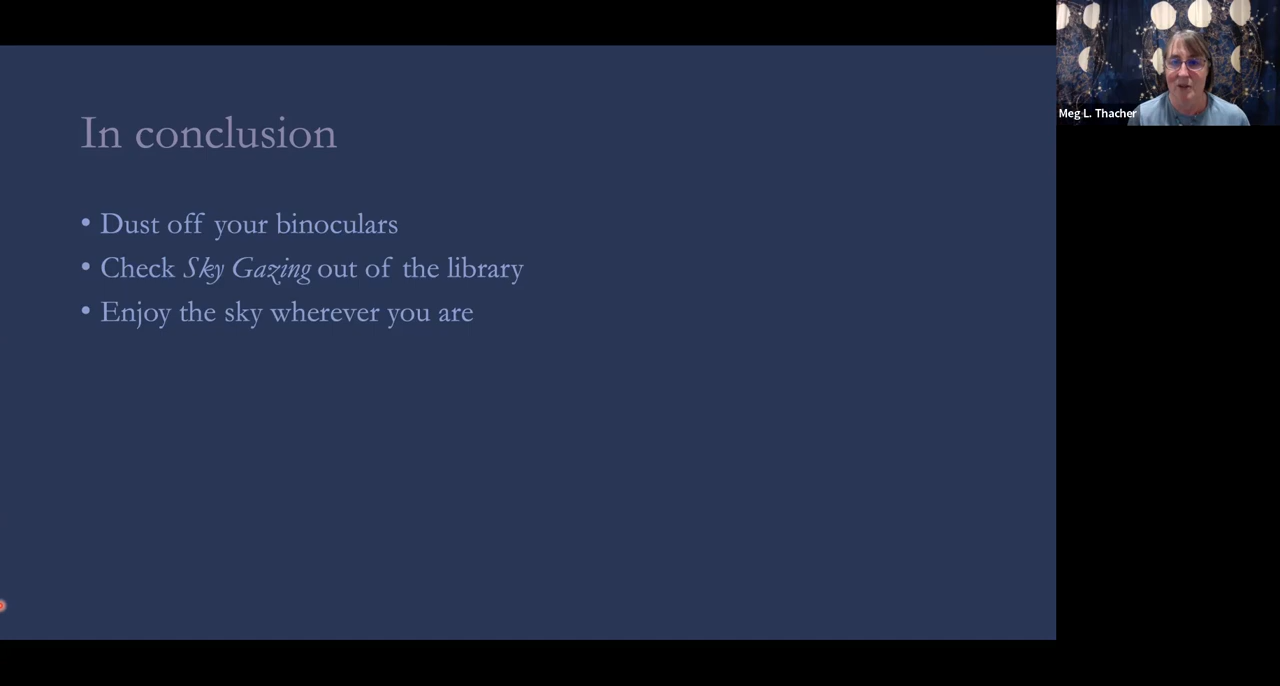 In conclusion
• Dust off your binoculars
• Check Sky Gazing out of the library
• Enjoy the sky wherever you are
Meg L. Thacher